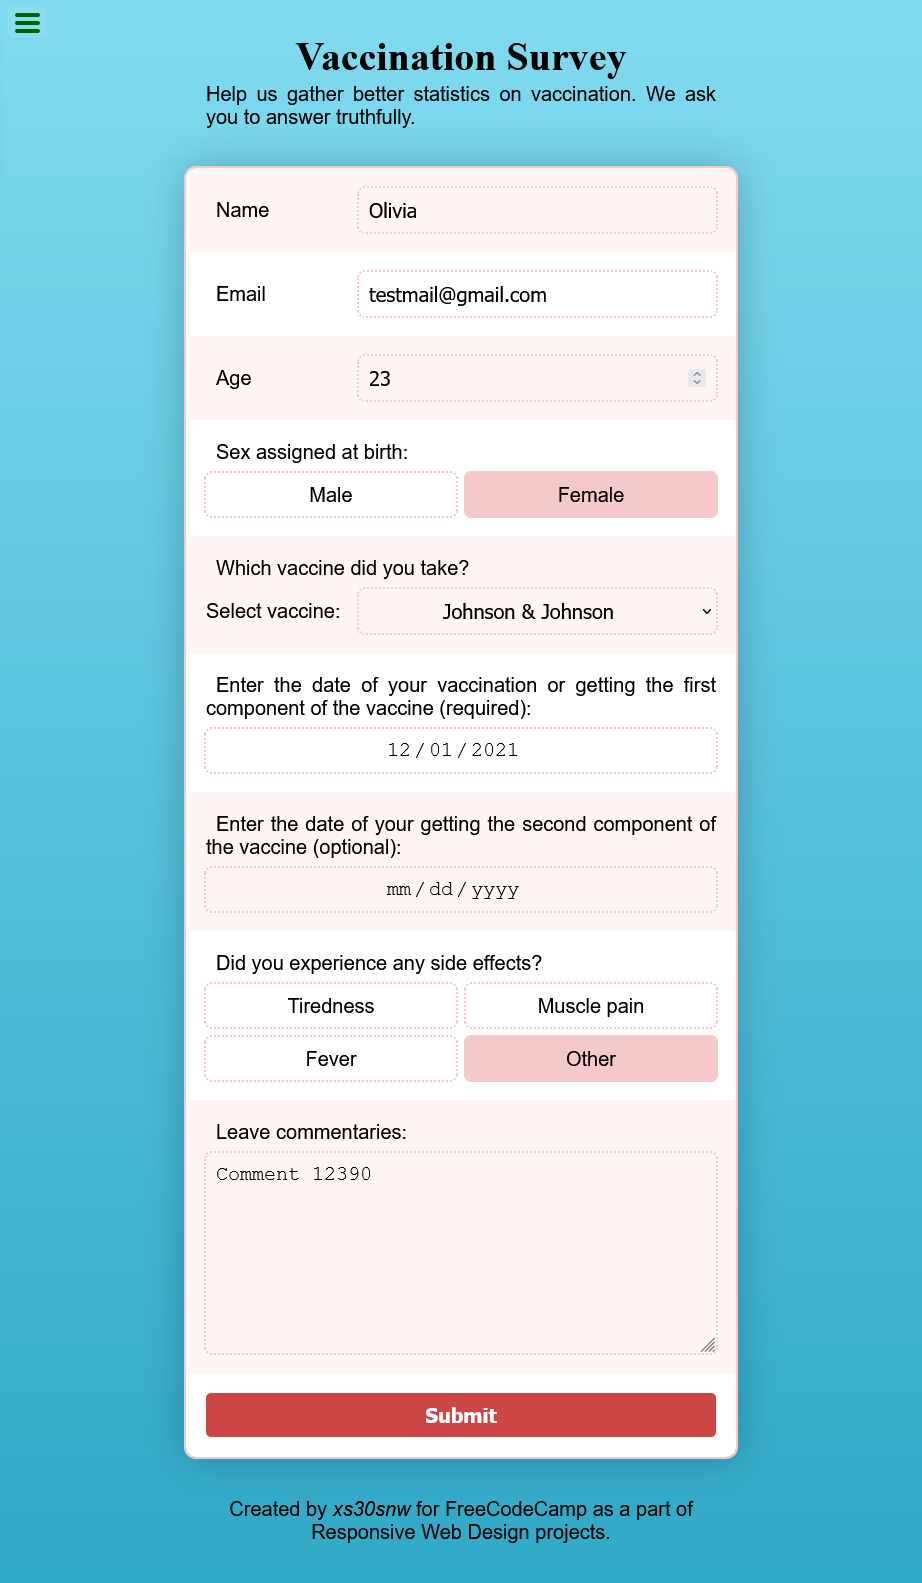 Vaccination Survey
Help us gather better statistics on vaccination. We ask
you to answer truthfully.
Name
Olivia
Email
testmail@gmail.com
Age
23
Sex assigned at birth:
Male
Female
Which vaccine did you take?
Select vaccine:
Johnson & Johnson
Enter the date of your vaccination or getting the first
component of the vaccine (required):
12/01/2021
Enter the date of your getting the second component of
the vaccine (optional):
mm/dd/yyyy
Did you experience any side effects?
Tiredness
Muscle pain
Fever
Other
Leave commentaries:
Comment 12390
Submit
Created by xs30snw for FreeCodeCamp as a part of
Responsive Web Design projects.